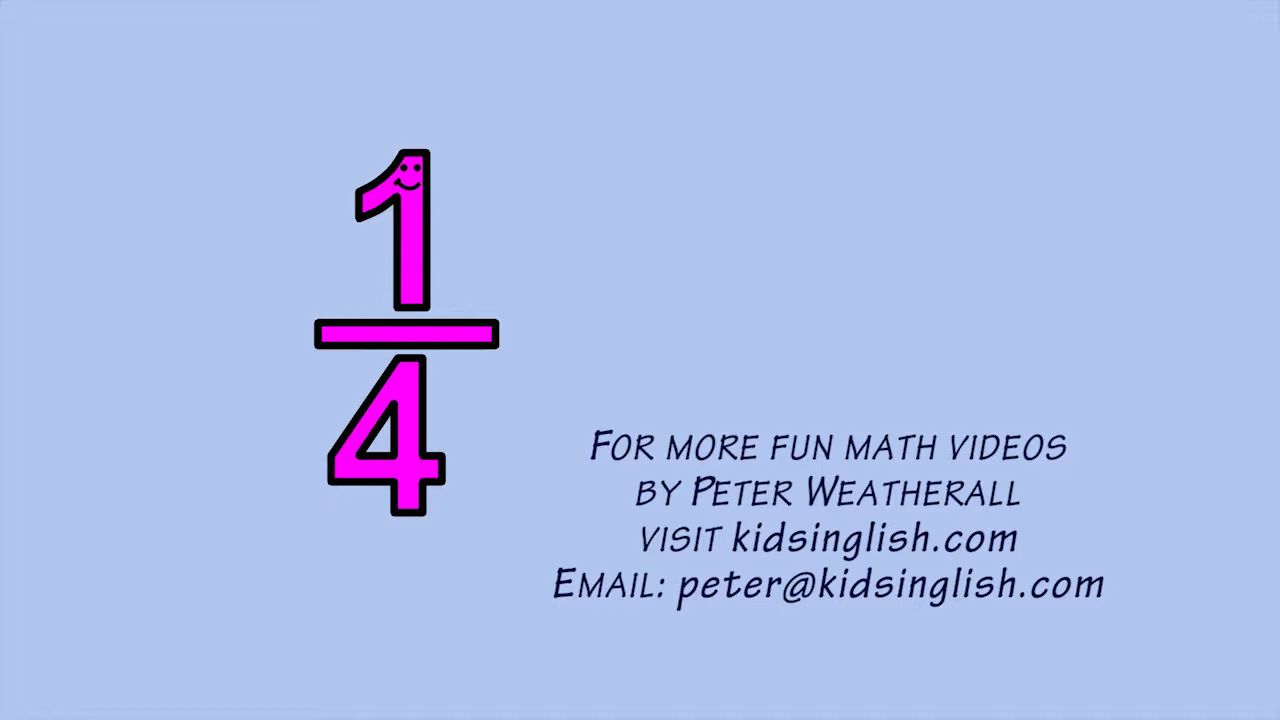 1
4
FOR MORE FUN MATH VIDEOS
BY PETER WEATHERALL
VISIT kidsinglish.com
EMAIL: peter@kidsinglish.com